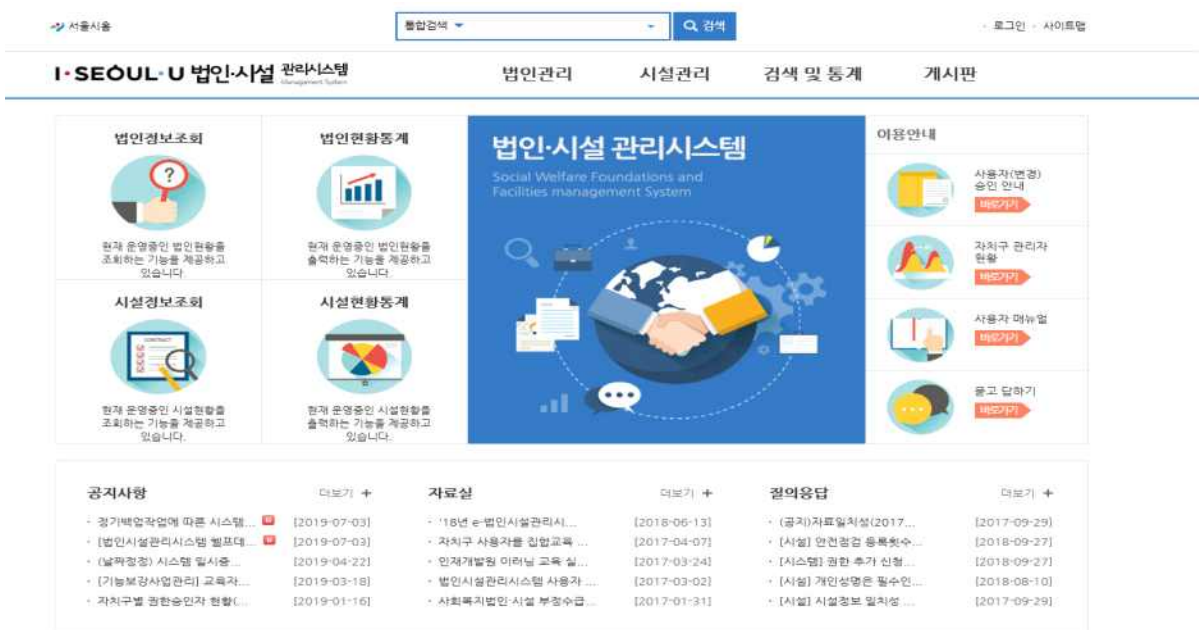 서울시움
통합검색
검색
· 로그인 · 사이트맵
I·SEOUL·U 법인·시설 관리시스템
Management System
법인관리 시설관리 검색 및 통계 게시판
법인정보조회
현재 운영중인 법인현황을
조회하는 기능을 제공하고
있습니다.
법인현황통계
현재 운영중인 법인현황을
출력하는 기능을 제공하고
있습니다.
시설정보조회
CONTRACT
현재 운영중인 시설현황을
조회하는 기능을 제공하고
있습니다.
시설현황통계
현재 운영중인 시설현황을
출력하는 기능을 제공하고
있습니다.
법인·시설 관리시스템
Social Welfare Foundations and
Facilities management System
이용안내
사용자(변경)
승인 안내
바로가기
자치구 관리자
현황
바로가기
사용자 매뉴얼
바로가기
묻고 답하기
바로가기
공지사항 더보기 +
· 정기백업작업에 따른 시스템... [2019-07-03]
· [법인시설관리시스템 헬프데... [2019-07-03]
· (날짜정정) 시스템 일시중... [2019-04-22]
· [기능보강사업관리] 교육자... [2019-03-18]
· 자치구별 권한승인자 현황(... [2019-01-16]
자료실 더보기 +
· '18년 e-법인시설관리시... [2018-06-13]
· 자치구 사용자를 집합교육 ... [2017-04-07]
· 인재개발원 이러닝 교육 실... [2017-03-24]
· 법인시설관리시스템 사용자 ... [2017-03-02]
· 사회복지법인·시설 부정수급... [2017-01-31]
질의응답 더보기 +
· (공지)자료일치성(2017... [2017-09-29]
· [시설] 안전점검 등록횟수... [2018-09-27]
· [시스템] 권한 추가 신청... [2018-09-27]
· [시설] 개인성명은 필수인... [2018-08-10]
· [시설] 시설정보 일치성 ... [2017-09-29]